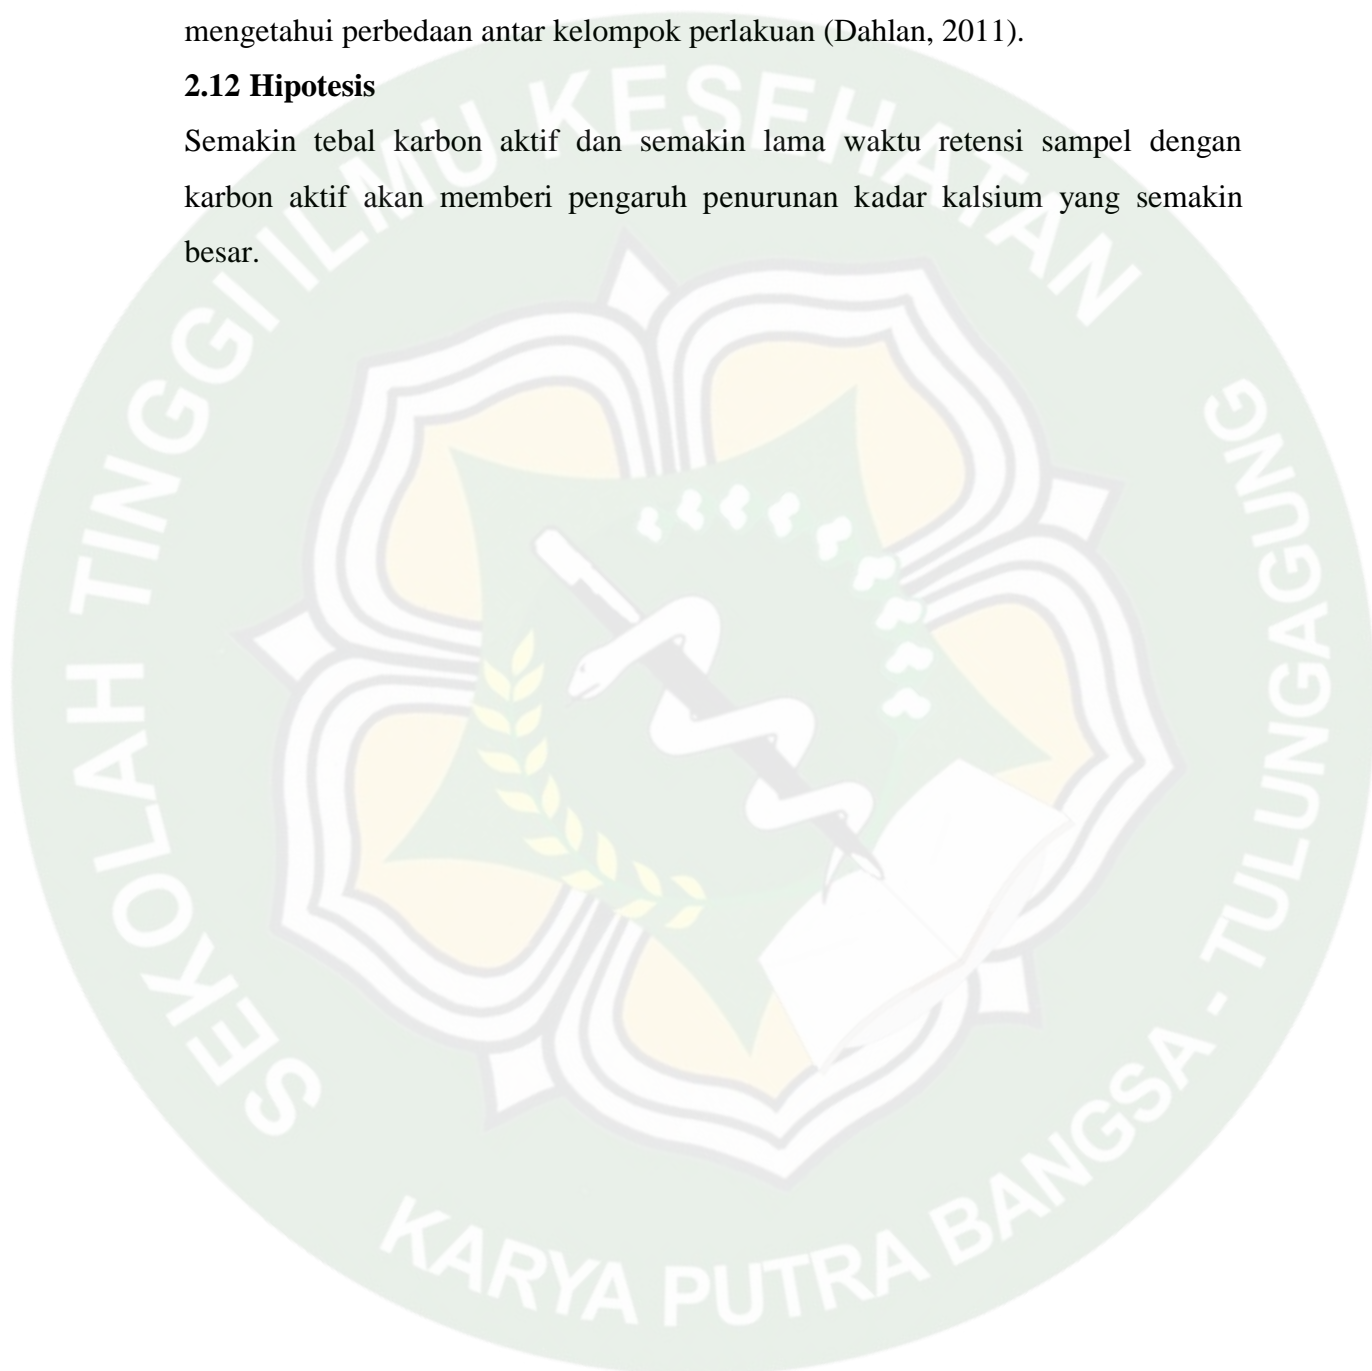 mengetahui perbedaan antar kelompok perlakuan (Dahlan, 2011).
2.12 Hipotesis
Semakin tebal karbon aktif dan semakin lama waktu retensi sampel dengan
karbon aktif akan memberi pengaruh penurunan kadar kalsium yang semakin
besar.
SEKOLAH TINGGI ILMU KESEHATAN
KARYA PUTRA BANGSA - TULUNGAGUNG